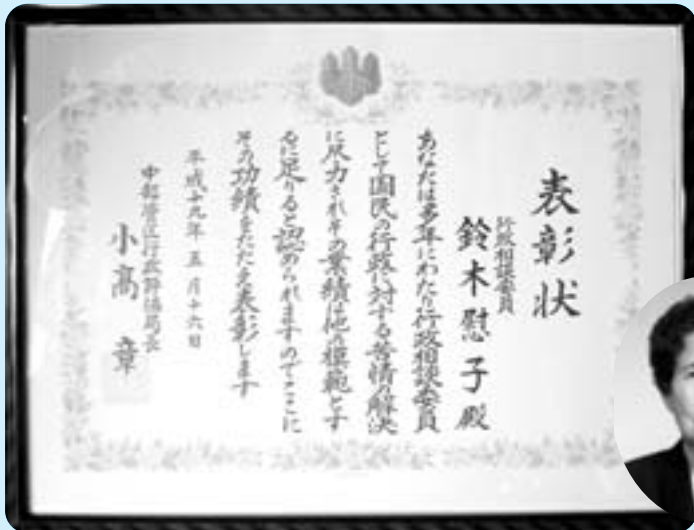 表彰状
行政相談委員
鈴木慰子殿
あなたは多年にわたり行政相談委員
として国民の行政に対する苦情の解決
に尽力されその業績は他の模範とす
るに足りると認められますのでここに
その功績をたたえ表彰します
平成十九年五月十六日
中部管区行政評価局長
小高章